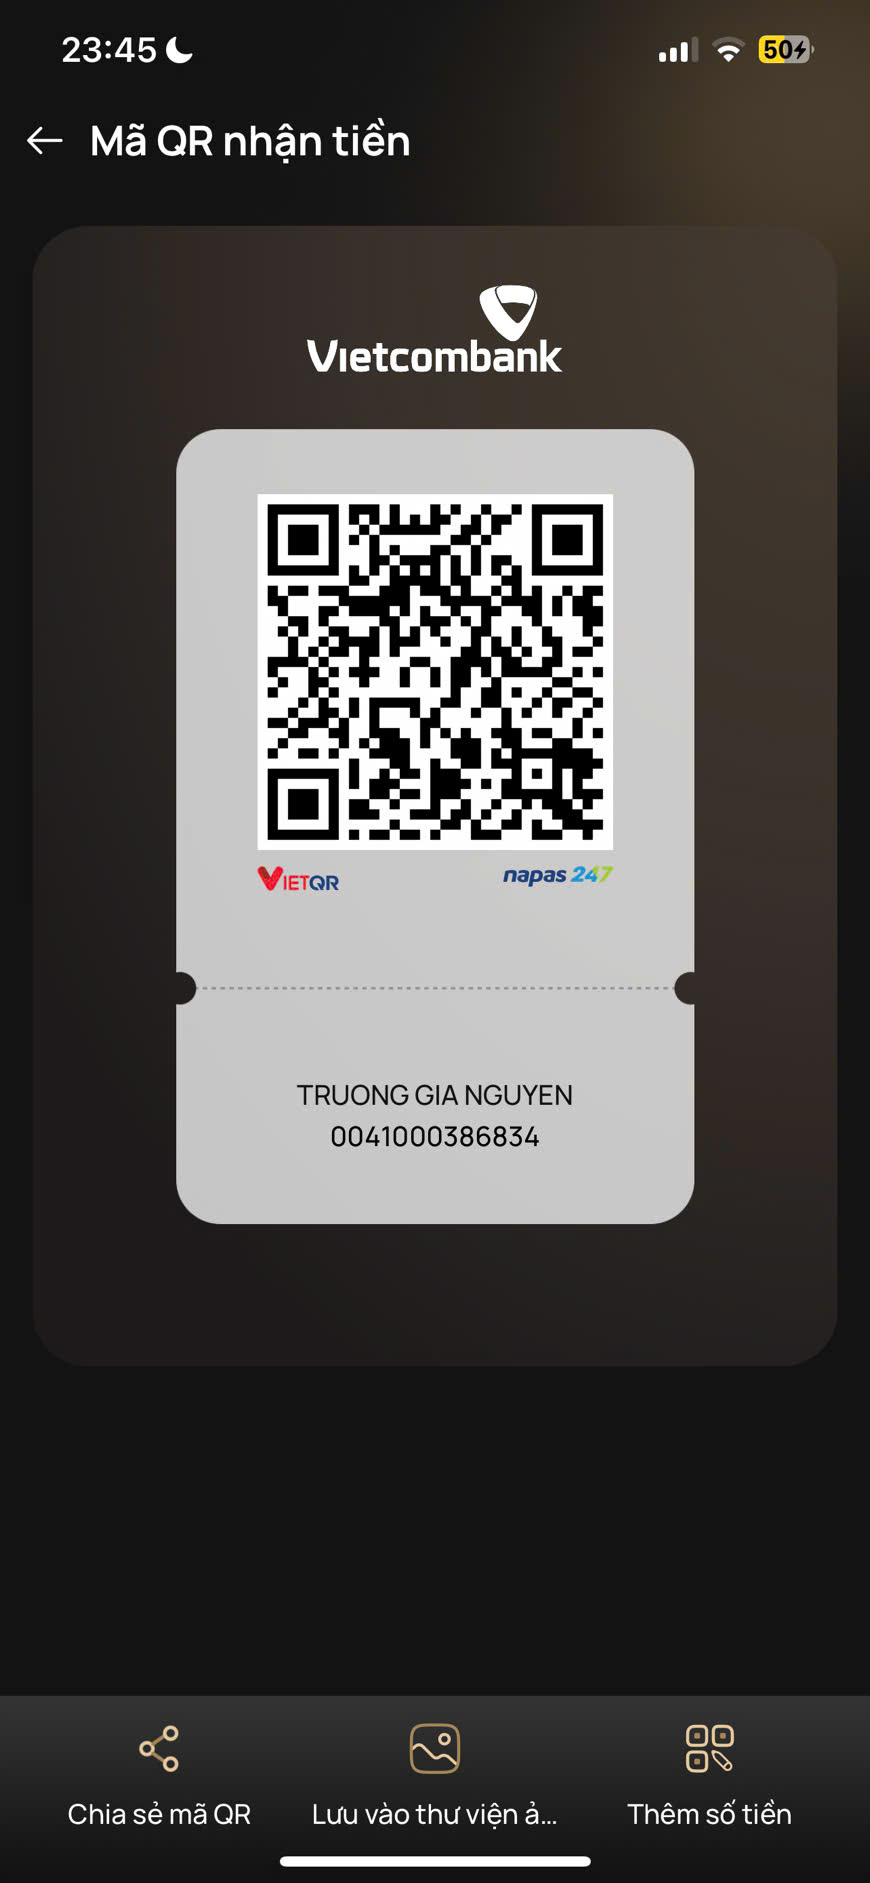 23:45
50
Mã QR nhận tiền
Vietcombank
VIETQR
napas 247
TRUONG GIA NGUYEN
0041000386834
Chia sẻ mã QR
Lưu vào thư viện ả...
Thêm số tiền